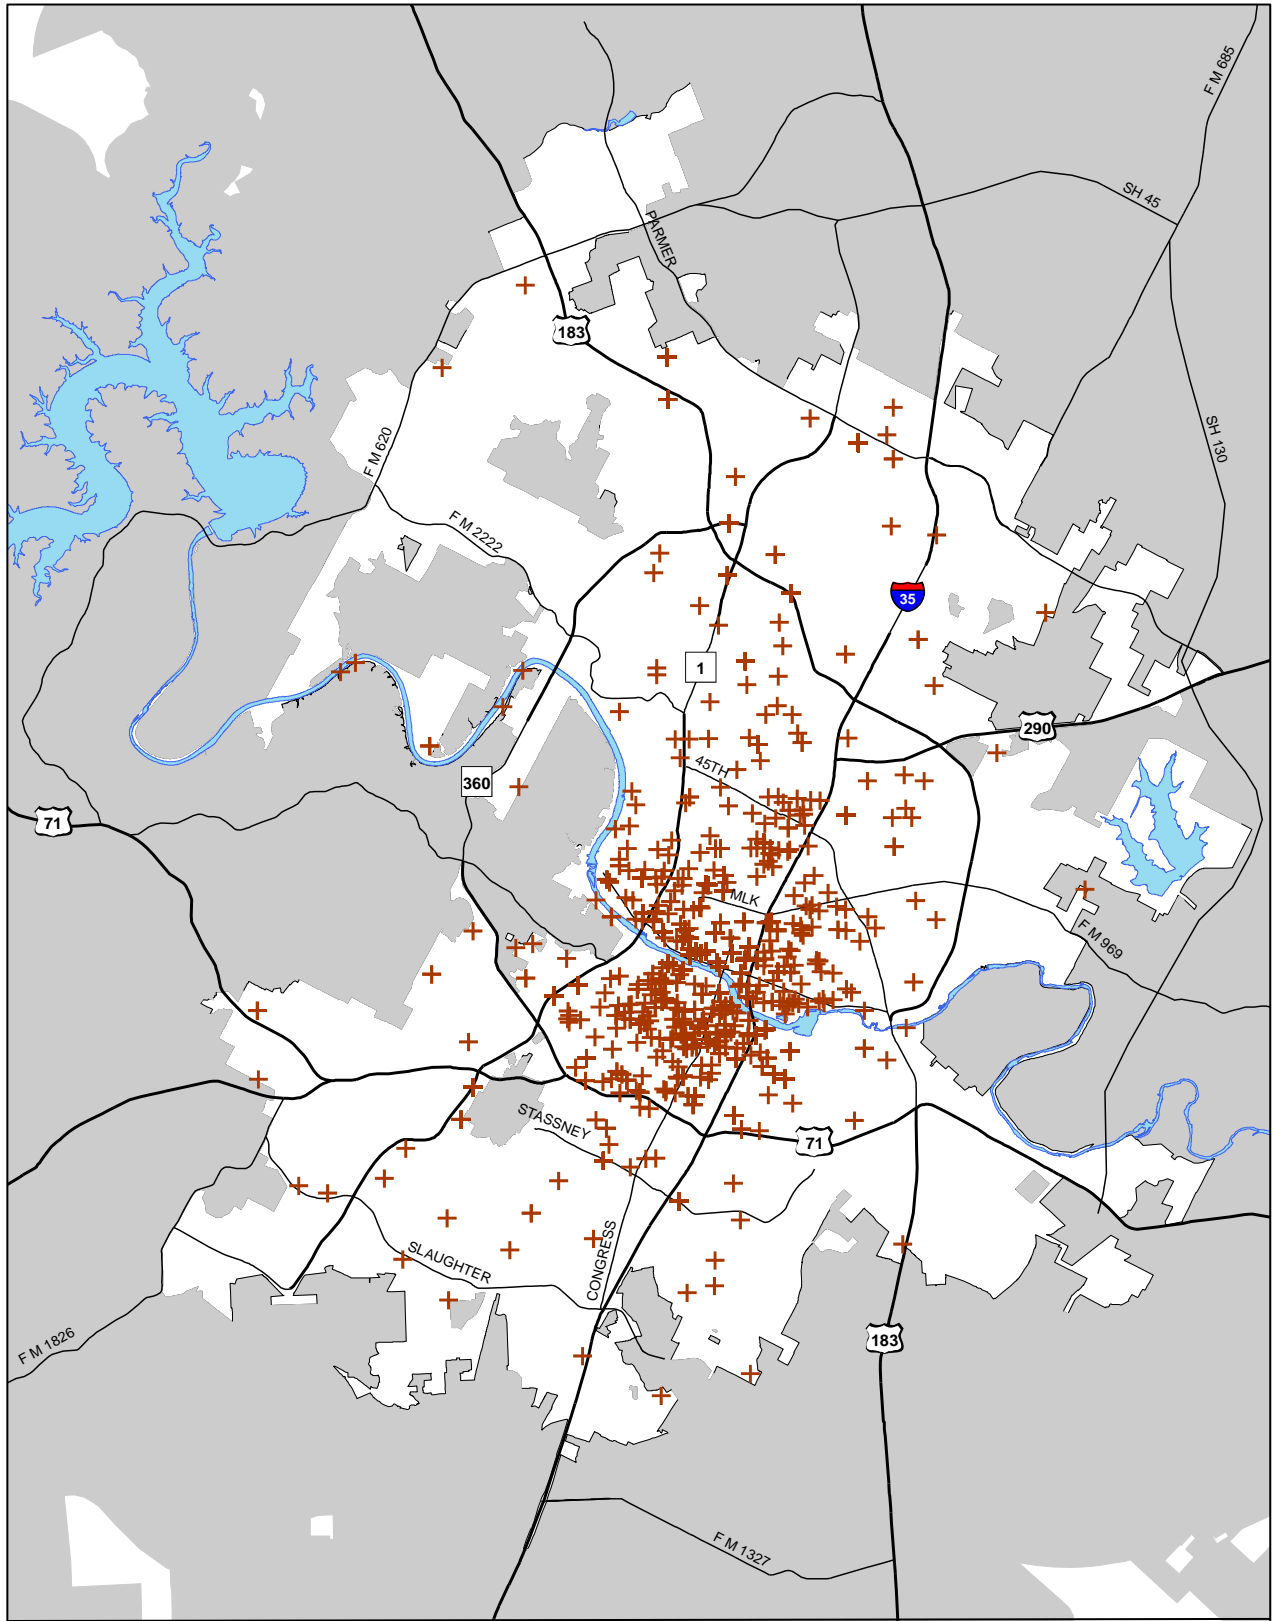 F M 685
SH 45
PARMER
183
F M 620
SH 130
F M 2222
35
1
290
360
45TH
71
MLK
F M 969
STASSNEY
71
CONGRESS
SLAUGHTER
F M 1826
183
F M 1327